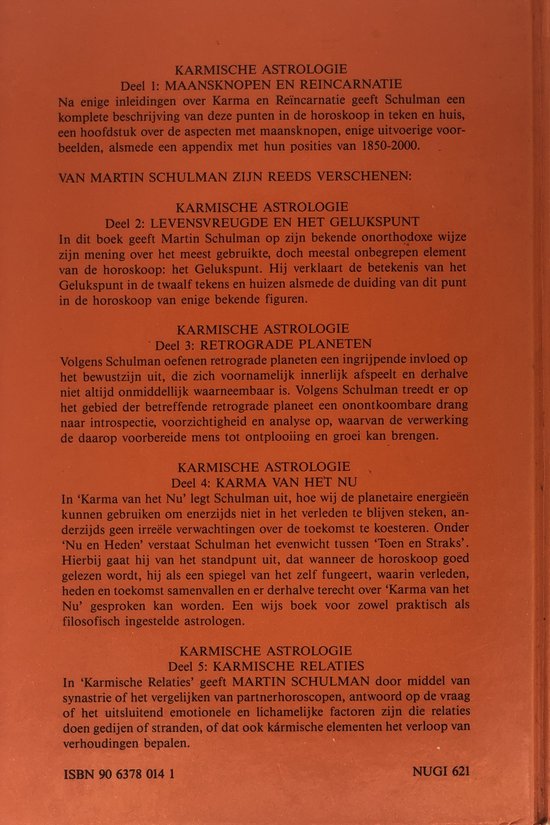 KARMISCHE ASTROLOGIE
Deel 1: MAANSKNOPEN EN REINCARNATIE
Na enige inleidingen over Karma en Reïncarnatie geeft Schulman een
komplete beschrijving van deze punten in de horoskoop in teken en huis,
een hoofdstuk over de aspecten met maansknopen, enige uitvoerige voor-
beelden, alsmede een appendix met hun posities van 1850-2000.
VAN MARTIN SCHULMAN ZIJN REEDS VERSCHENEN:
KARMISCHE ASTROLOGIE
Deel 2: LEVENSVREUGDE EN HET GELUKSPUNT
In dit boek geeft Martin Schulman op zijn bekende onorthodoxe wijze
zijn mening over het meest gebruikte, doch meestal onbegrepen element
van de horoskoop: het Gelukspunt. Hij verklaart de betekenis van het
Gelukspunt in de twaalf tekens en huizen alsmede de duiding van dit punt
in de horoskoop van enige bekende figuren.
KARMISCHE ASTROLOGIE
Deel 3: RETROGRADE PLANETEN
Volgens Schulman oefenen retrograde planeten een ingrijpende invloed op
het bewustzijn uit, die zich voornamelijk innerlijk afspeelt en derhalve
niet altijd onmiddellijk waarneembaar is. Volgens Schulman treedt er op
het gebied der betreffende retrograde planeet een onontkoombare drang
naar introspectie, voorzichtigheid en analyse op, waarvan de verwerking
de daarop voorbereide mens tot ontplooiing en groei kan brengen.
KARMISCHE ASTROLOGIE
Deel 4: KARMA VAN HET NU
In 'Karma van het Nu' legt Schulman uit, hoe wij de planetaire energieën
kunnen gebruiken om enerzijds niet in het verleden te blijven steken, an-
derzijds geen irreële verwachtingen over de toekomst te koesteren. Onder
'Nu en Heden' verstaat Schulman het evenwicht tussen 'Toen en Straks'.
Hierbij gaat hij van het standpunt uit, dat wanneer de horoskoop goed
gelezen wordt, hij als een spiegel van het zelf fungeert, waarin verleden,
heden en toekomst samenvallen en er derhalve terecht over 'Karma van het
Nu' gesproken kan worden. Een wijs boek voor zowel praktisch als
filosofisch ingestelde astrologen.
KARMISCHE ASTROLOGIE
Deel 5: KARMISCHE RELATIES
In 'Karmische Relaties' geeft MARTIN SCHULMAN door middel van
synastrie of het vergelijken van partnerhoroscopen, antwoord op de vraag
of het uitsluitend emotionele en lichamelijke factoren zijn die relaties
doen gedijen of stranden, of dat ook kármische elementen het verloop van
verhoudingen bepalen.
ISBN 90 6378 014 1
NUGI 621